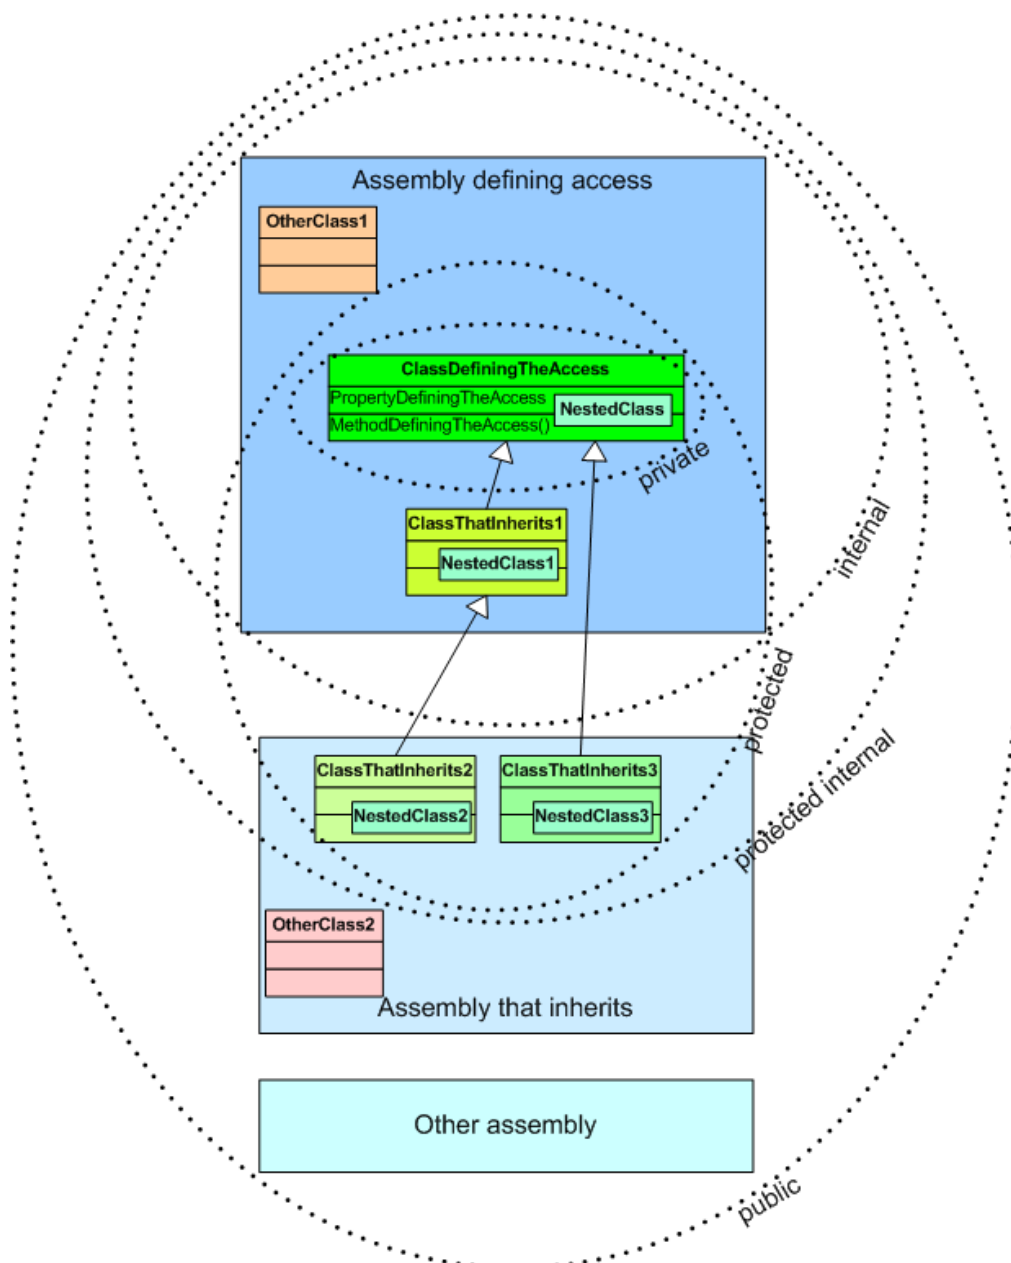 Assembly defining access
OtherClass1
ClassDefiningTheAccess
PropertyDefiningTheAccess
NestedClass
MethodDefiningTheAccess()
private
ClassThatInherits1
NestedClass1
internal
protected
protected internal
ClassThatInherits2
ClassThatInherits3
NestedClass2
NestedClass3
OtherClass2
Assembly that inherits
Other assembly
public